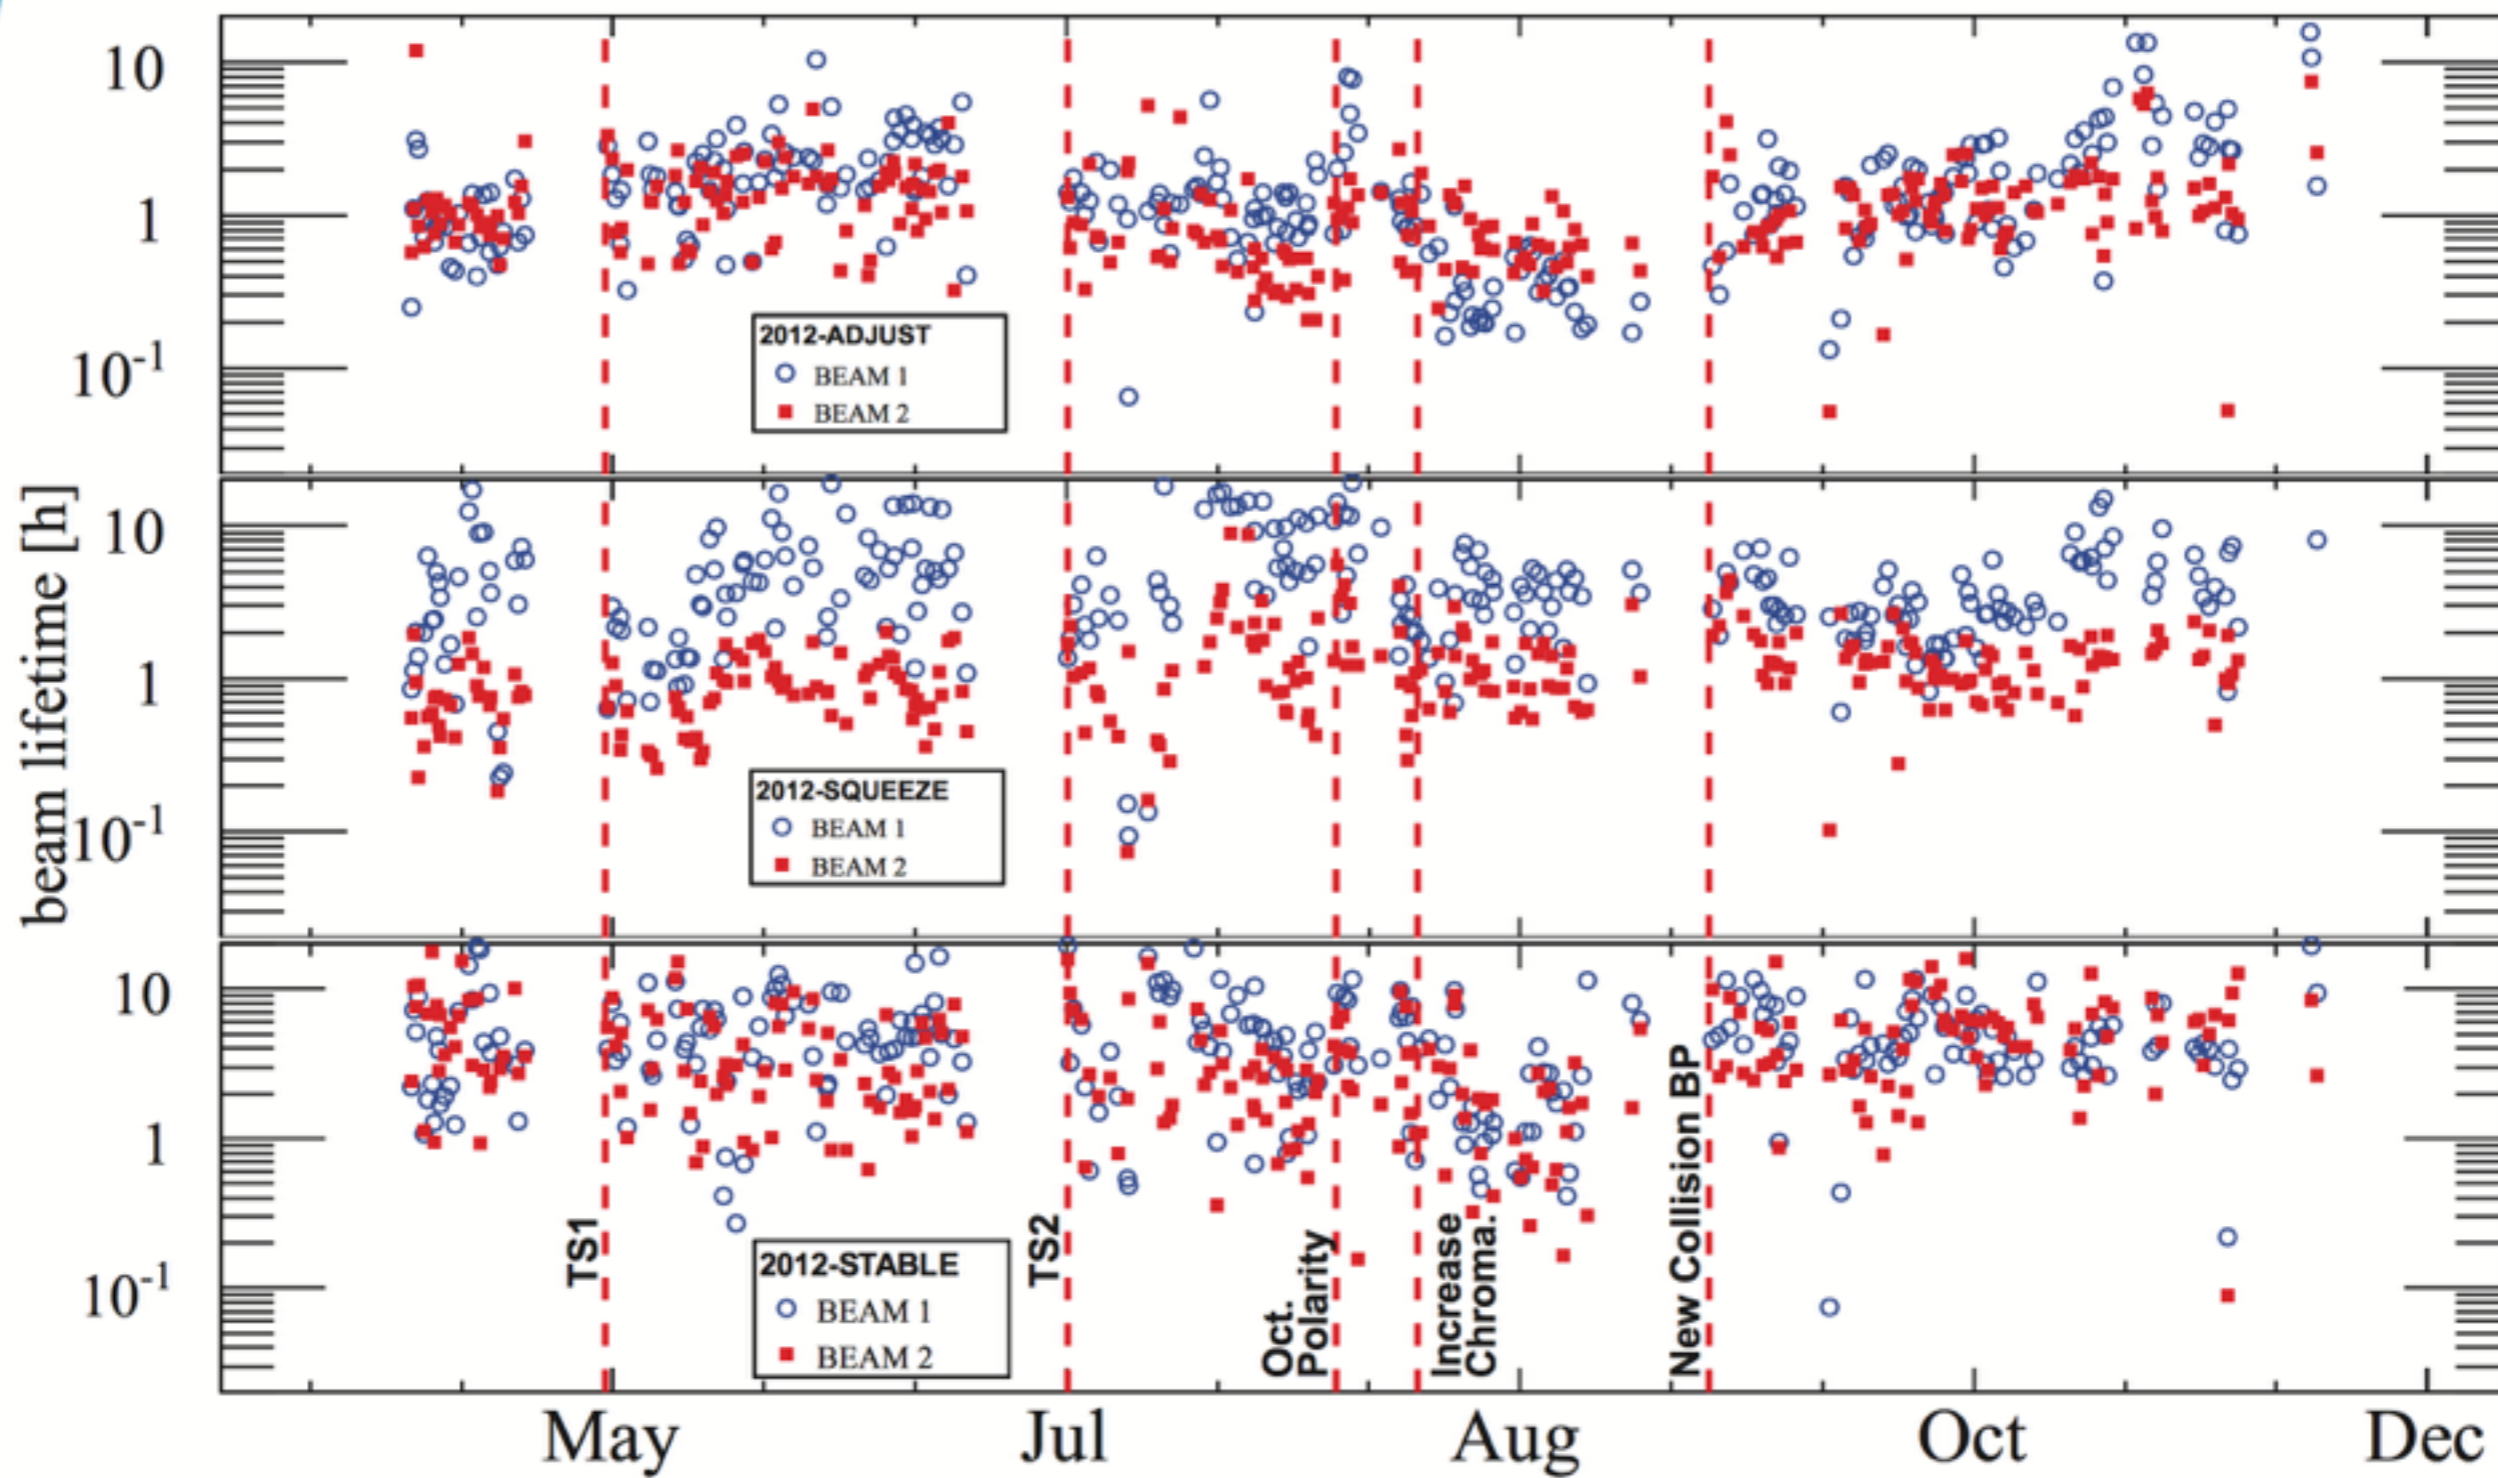 beam lifetime [h]
10
1
10-1
2012-ADJUST
BEAM 1
BEAM 2
10
1
10-1
2012-SQUEEZE
BEAM 1
BEAM 2
10
1
10-1
TS1
2012-STABLE
BEAM 1
BEAM 2
TS2
Oct.
Polarity
Increase
Chroma.
New Collision BP
May Jul Aug Oct Dec